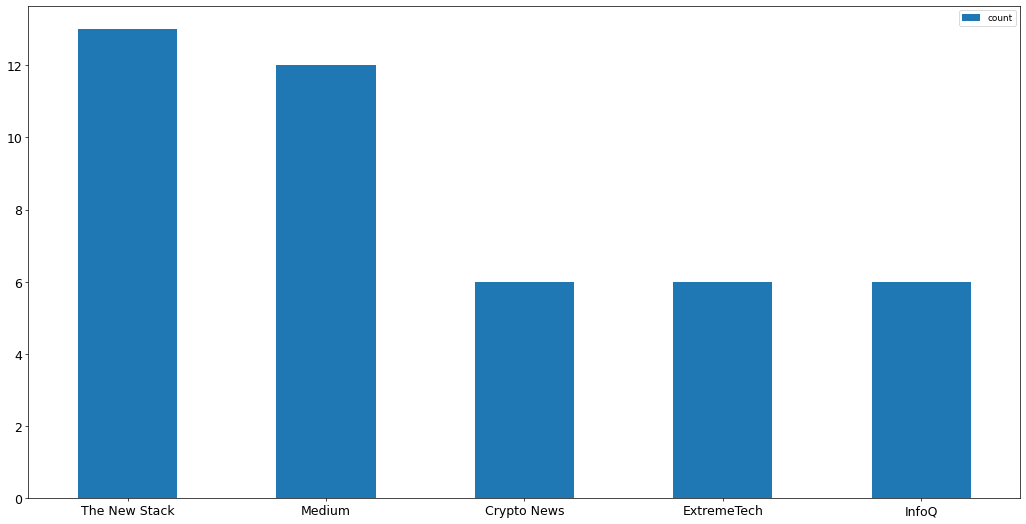 count
12
10
8
6
4
2
0
The New Stack
Medium
Crypto News
ExtremeTech
InfoQ